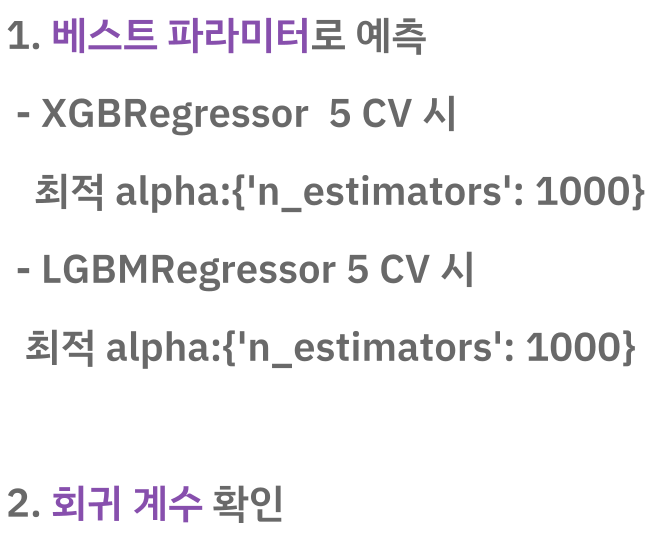 1. 베스트 파라미터로 예측
- XGBRegressor 5 CV 시
최적 alpha:{'n_estimators': 1000}
- LGBMRegressor 5 CV 시
최적 alpha:{'n_estimators': 1000}
2. 회귀 계수 확인